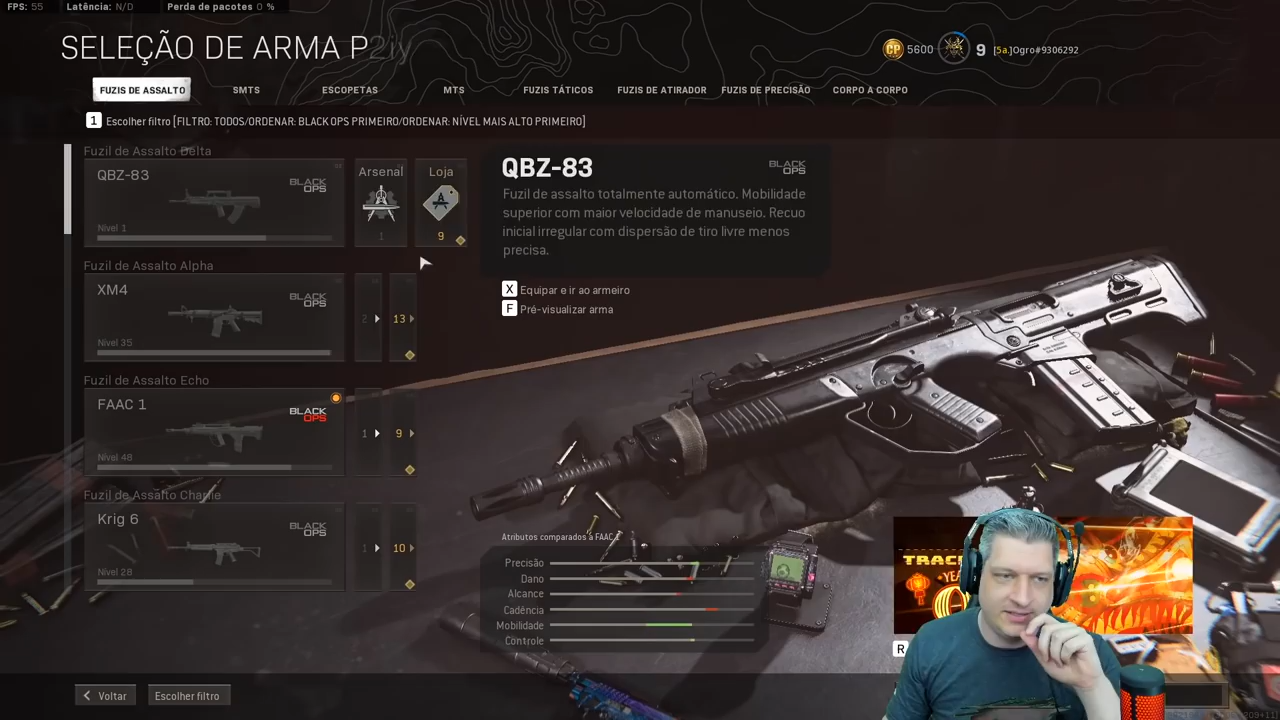 FPS: 55 Latência: N/D Perda de pacotes 0 %
SELEÇÃO DE ARMA P
CP 5600 9 [5a.]Ogro#9306292
FUZIS DE ASSALTO SMTS ESCOPETAS MTS FUZIS TÁTICOS FUZIS DE ATIRADOR FUZIS DE PRECISÃO CORPO A CORPO
1 Escolher filtro [FILTRO: TODOS/ORDENAR: BLACK OPS PRIMEIRO/ORDENAR: NÍVEL MAIS ALTO PRIMEIRO]
Fuzil de Assalto Delta
QBZ-83
BLACK OPS
Nível 1
Arsenal
1
Loja
9
Fuzil de Assalto Alpha
XM4
BLACK OPS
Nível 35
2 13
Fuzil de Assalto Echo
FAAC 1
BLACK OPS
Nível 48
1 9
Fuzil de Assalto Charlie
Krig 6
BLACK OPS
Nível 28
1 10
QBZ-83
BLACK OPS
Fuzil de assalto totalmente automático. Mobilidade
superior com maior velocidade de manuseio. Recuo
inicial irregular com dispersão de tiro livre menos
precisa.
X Equipar e ir ao armeiro
F Pré-visualizar arma
Atributos comparados a FAAC 1
Precisão
Dano
Alcance
Cadência
Mobilidade
Controle
TRAC
YEA
R
Voltar
Escolher filtro